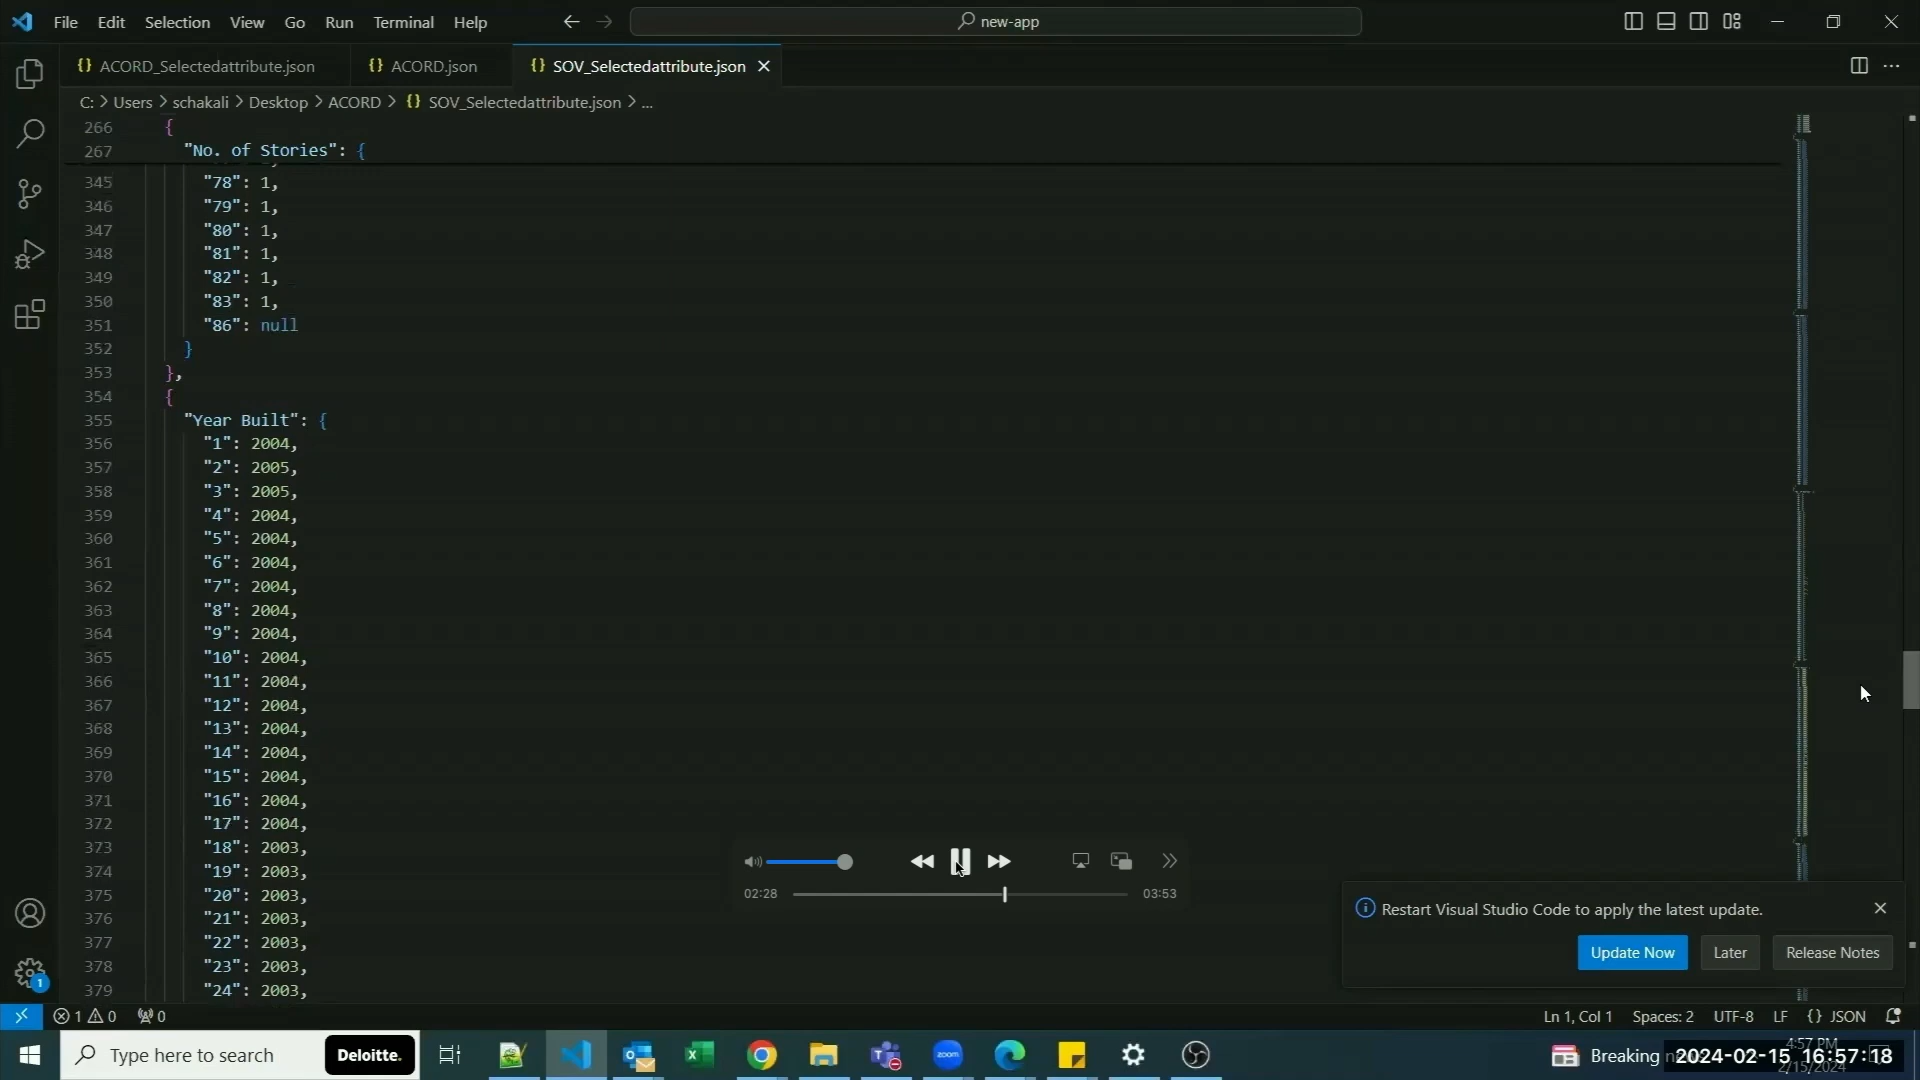 File Edit Selection View Go Run Terminal Help
new-app
ACORD_Selectedattribute.json
ACORD.json
SOV_Selectedattribute.json
C: > Users > schakali > Desktop > ACORD > {} SOV_Selectedattribute.json > ...
266 {
267 "No. of Stories": {
345 "78": 1,
346 "79": 1,
347 "80": 1,
348 "81": 1,
349 "82": 1,
350 "83": 1,
351 "86": null
352 }
353 },
354 {
355 "Year Built": {
356 "1": 2004,
357 "2": 2005,
358 "3": 2005,
359 "4": 2004,
360 "5": 2004,
361 "6": 2004,
362 "7": 2004,
363 "8": 2004,
364 "9": 2004,
365 "10": 2004,
366 "11": 2004,
367 "12": 2004,
368 "13": 2004,
369 "14": 2004,
370 "15": 2004,
371 "16": 2004,
372 "17": 2004,
373 "18": 2003,
374 "19": 2003,
375 "20": 2003,
376 "21": 2003,
377 "22": 2003,
378 "23": 2003,
379 "24": 2003,
02:28
03:53
Restart Visual Studio Code to apply the latest update.
Update Now
Later
Release Notes
1
1 0 0
Ln 1, Col 1 Spaces: 2 UTF-8 LF {} JSON
Type here to search
Deloitte.
zoom
Breaking
4:57 PM
2024-02-15 16:57:18
2/15/2024